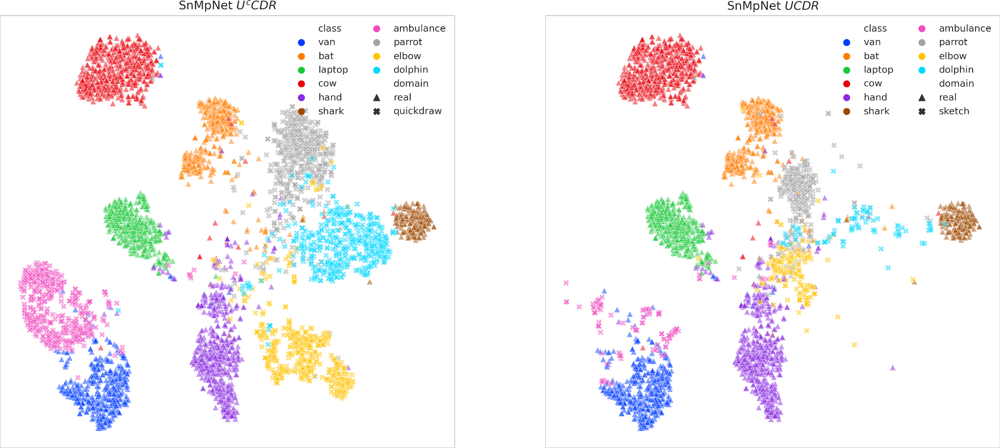 SnMpNet UᶜCDR
class
van
bat
laptop
cow
hand
shark
ambulance
parrot
elbow
dolphin
domain
real
quickdraw
SnMpNet UCDR
class
van
bat
laptop
cow
hand
shark
ambulance
parrot
elbow
dolphin
domain
real
sketch